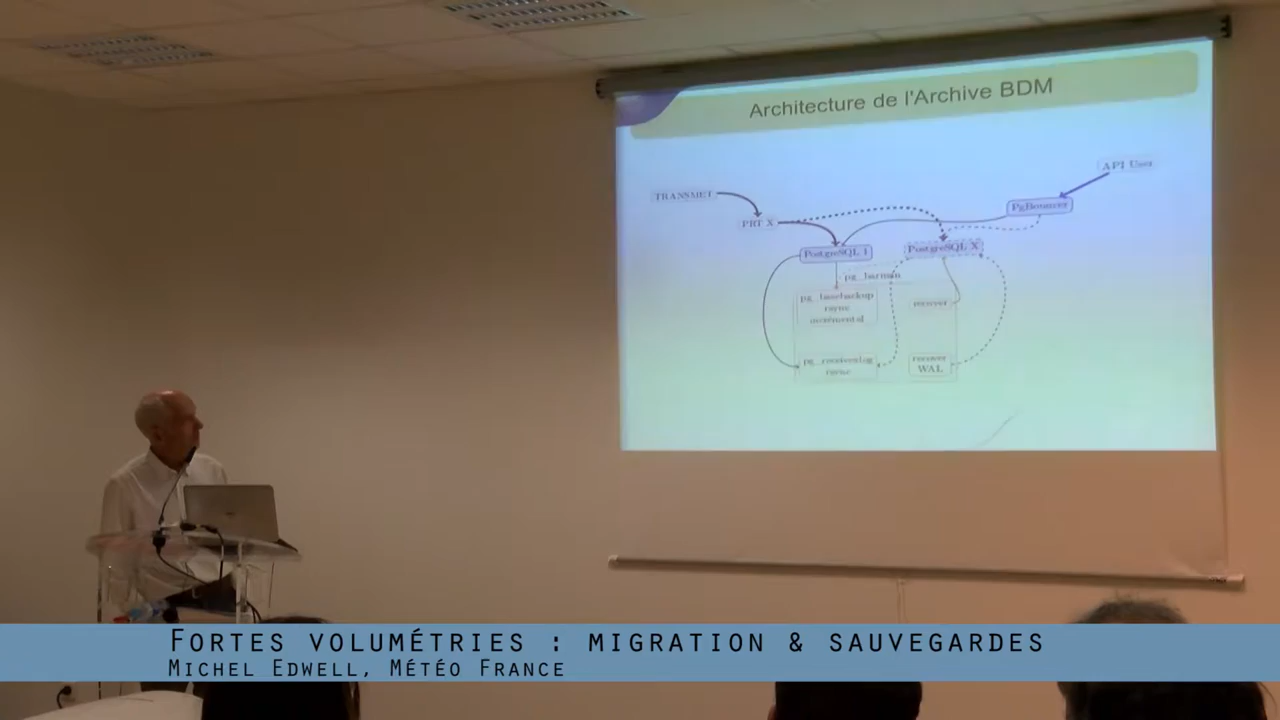 Architecture de l'Archive BDM
API User
TRANSMET
PgBouncer
PRT X
PostgreSQL 1
PostgreSQL X
pg_barman
pg_basebackup
rsync
incrémental
recover
pg_receivexlog
rsync
recover
WAL
FORTES VOLUMÉTRIES : MIGRATION & SAUVEGARDES
MICHEL EDWELL, MÉTÉO FRANCE